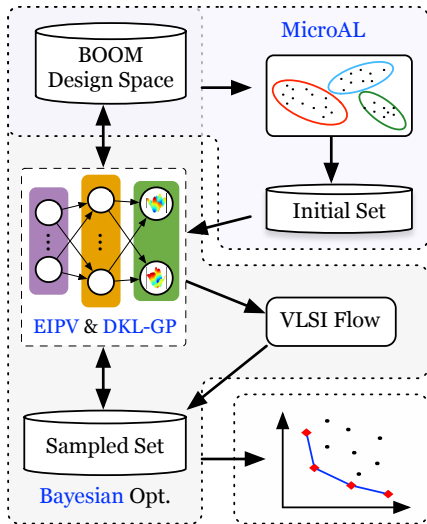 BOOM
Design Space
MicroAL
Initial Set
EIPV & DKL-GP
VLSI Flow
Sampled Set
Bayesian Opt.